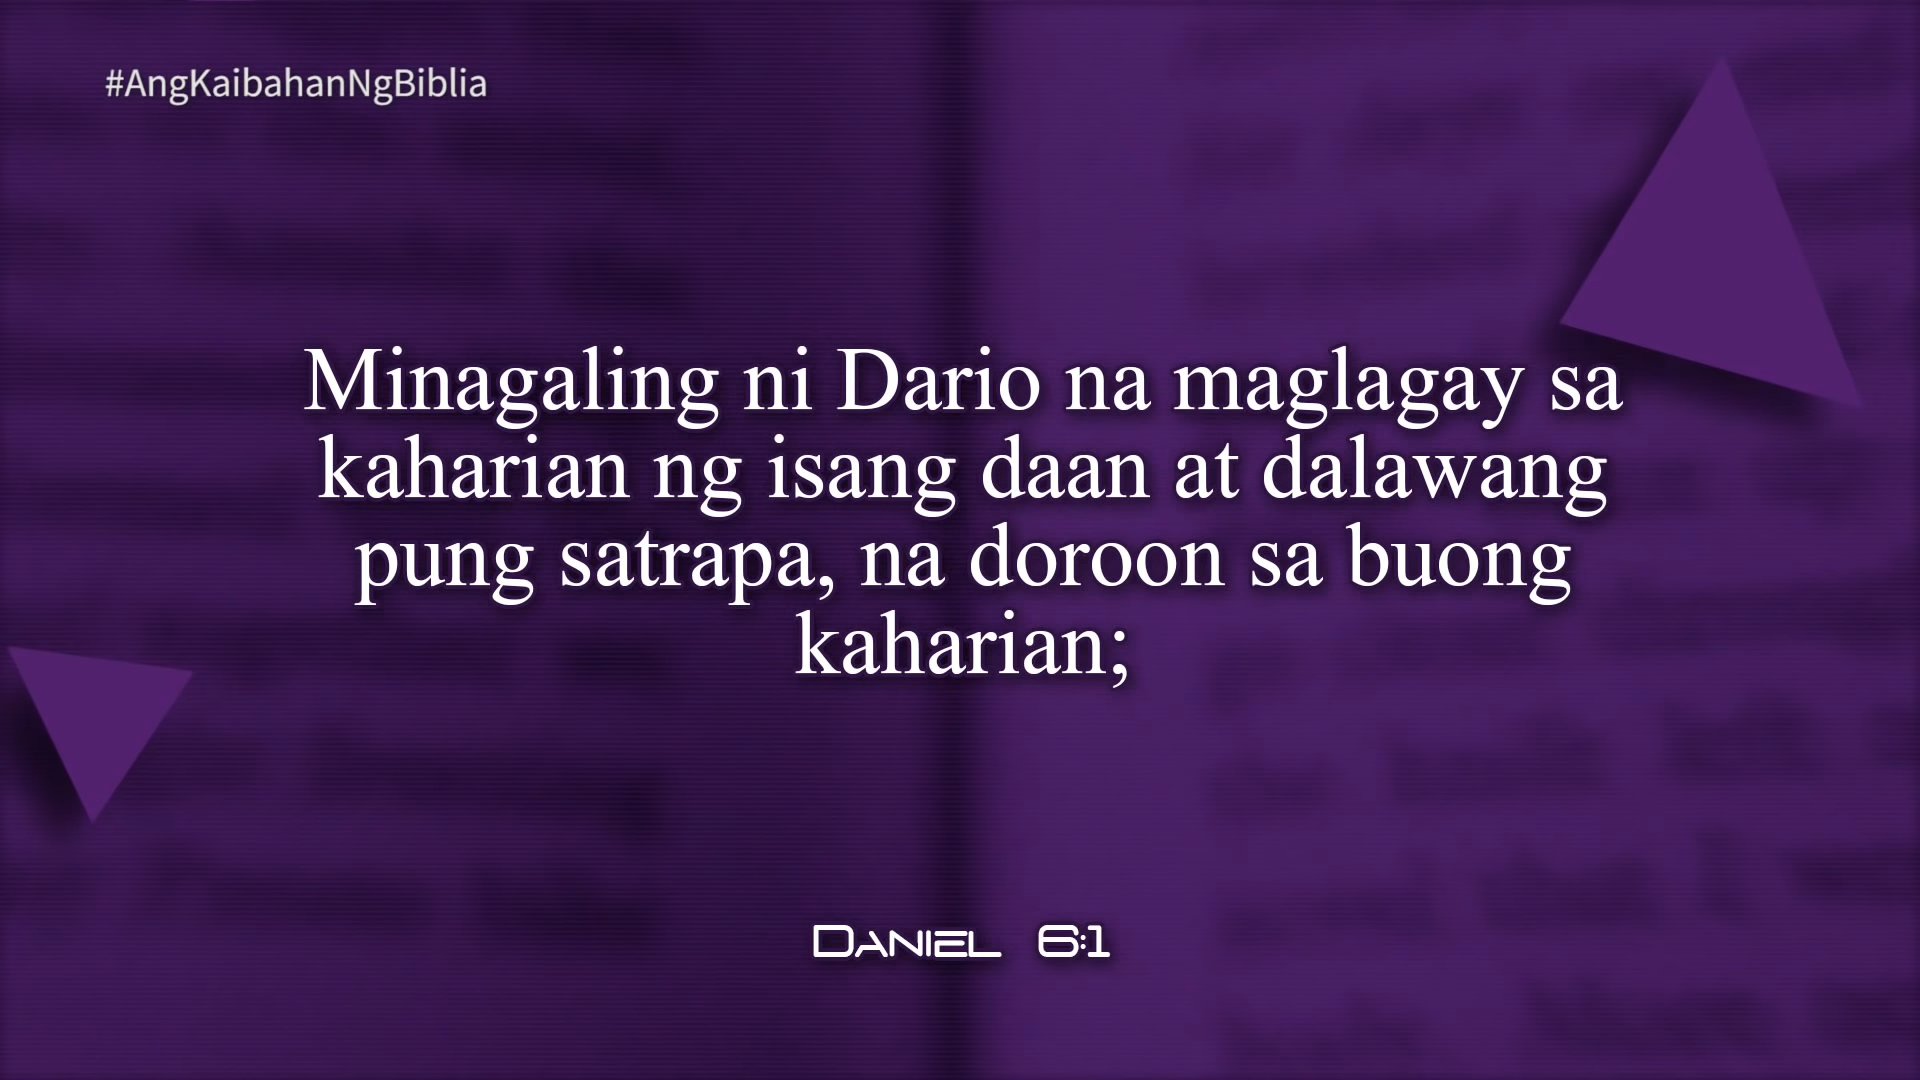 #AngKaibahanNgBiblia
Minagaling ni Dario na maglagay sa
kaharian ng isang daan at dalawang
pung satrapa, na doroon sa buong
kaharian;
Daniel 6:1